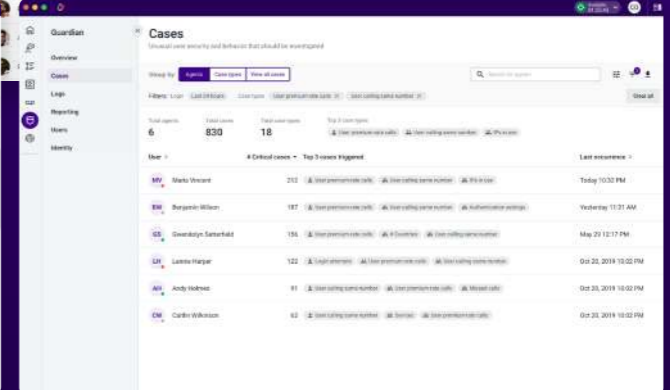 Guardian
Overview
Cases
Logs
Reporting
Users
Identity
Cases
Unusual user security and behavior that should be investigated
Group by Agents Case types View all cases
Filters: Last 24 hours Case types User premium rate calls × User calling same number × Clear all
Total agents Total cases Total case types Top 3 case types
6 830 18 User premium rate calls User calling same number IPs in use
User # Critical cases Top 3 cases triggered Last occurrence
MV Maria Vincent 212 User premium rate calls User calling same number IPs in use Today 10:32 PM
BW Benjamin Wilson 187 User premium rate calls User calling same number Authentication settings Yesterday 11:31 AM
GS Gwendolyn Satterfield 156 User premium rate calls # Countries User calling same number May 29 12:17 PM
LH Lonnie Harper 122 Login attempts User premium rate calls User calling same number Oct 20, 2019 10:02 PM
AH Andy Holmes 91 User calling same number User premium rate calls Missed calls Oct 20, 2019 10:02 PM
CW Caitlin Wilkinson 62 User calling same number User premium rate calls Oct 20, 2019 10:02 PM